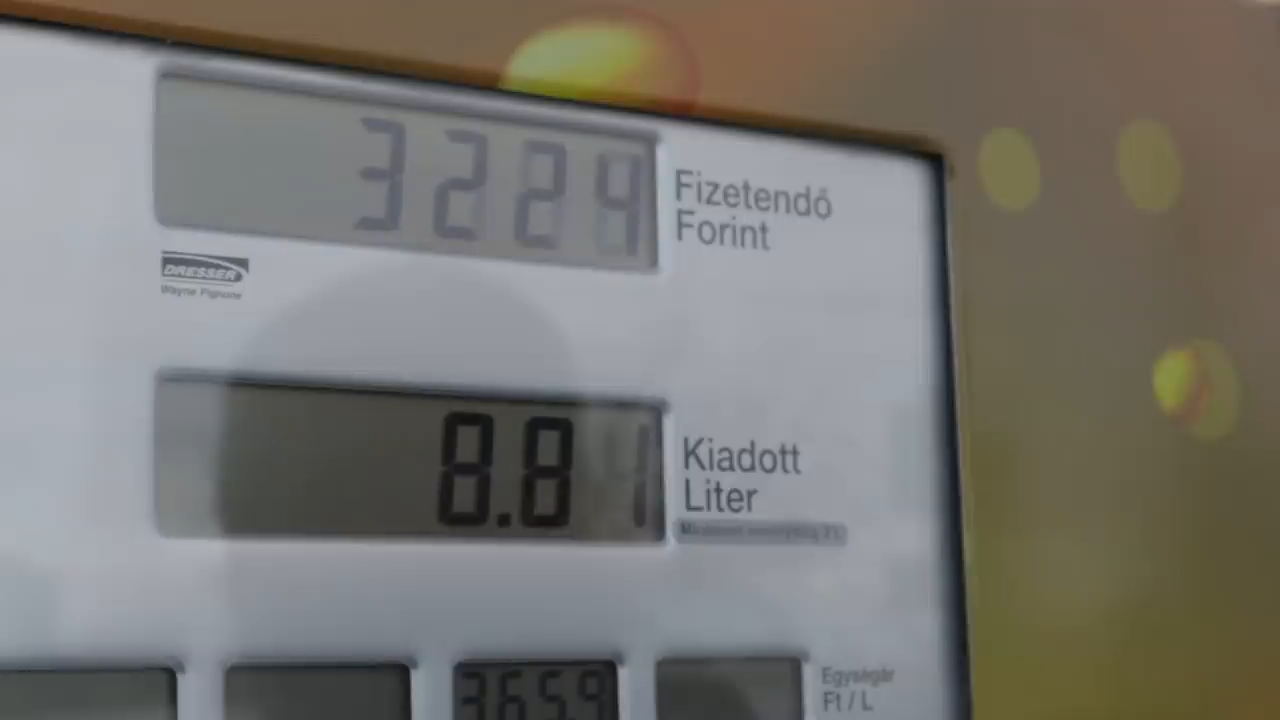 3224
Fizetendő
Forint
DRESSER
Wayne Pignone
8.81
Kiadott
Liter
365.9
Egységár
Ft / L